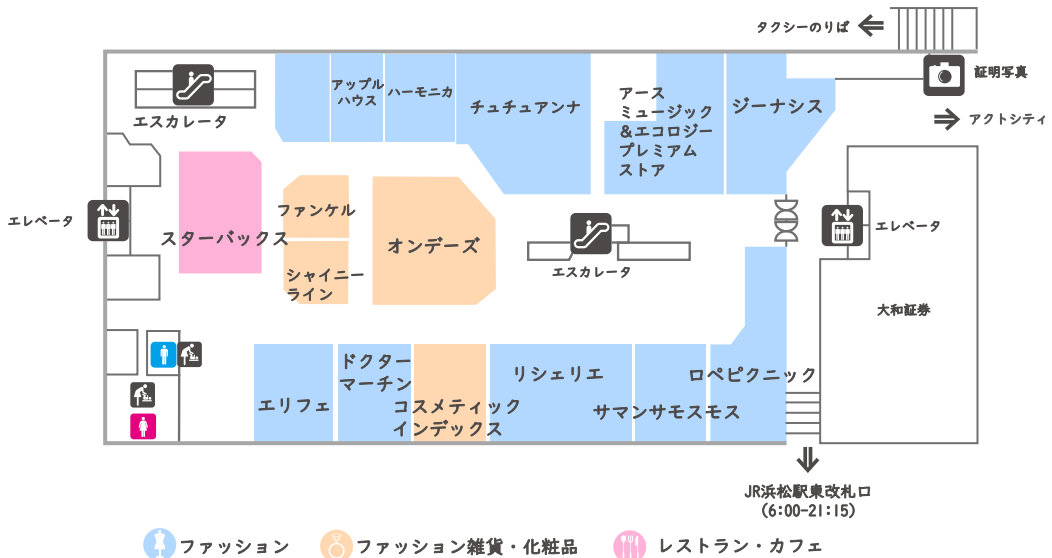 タクシーのりば
証明写真
アクトシティ
エスカレータ
アップル
ハウス
ハーモニカ
チュチュアンナ
アース
ミュージック
&エコロジー
プレミアム
ストア
ジーナシス
エレベータ
スターバックス
ファンケル
シャイニー
ライン
オンデーズ
エスカレータ
エレベータ
大和証券
エリフェ
ドクター
マーチン
コスメティック
インデックス
リシェリエ
サマンサモスモス
ロペピクニック
JR浜松駅東改札口
(6:00-21:15)
ファッション
ファッション雑貨・化粧品
レストラン・カフェ